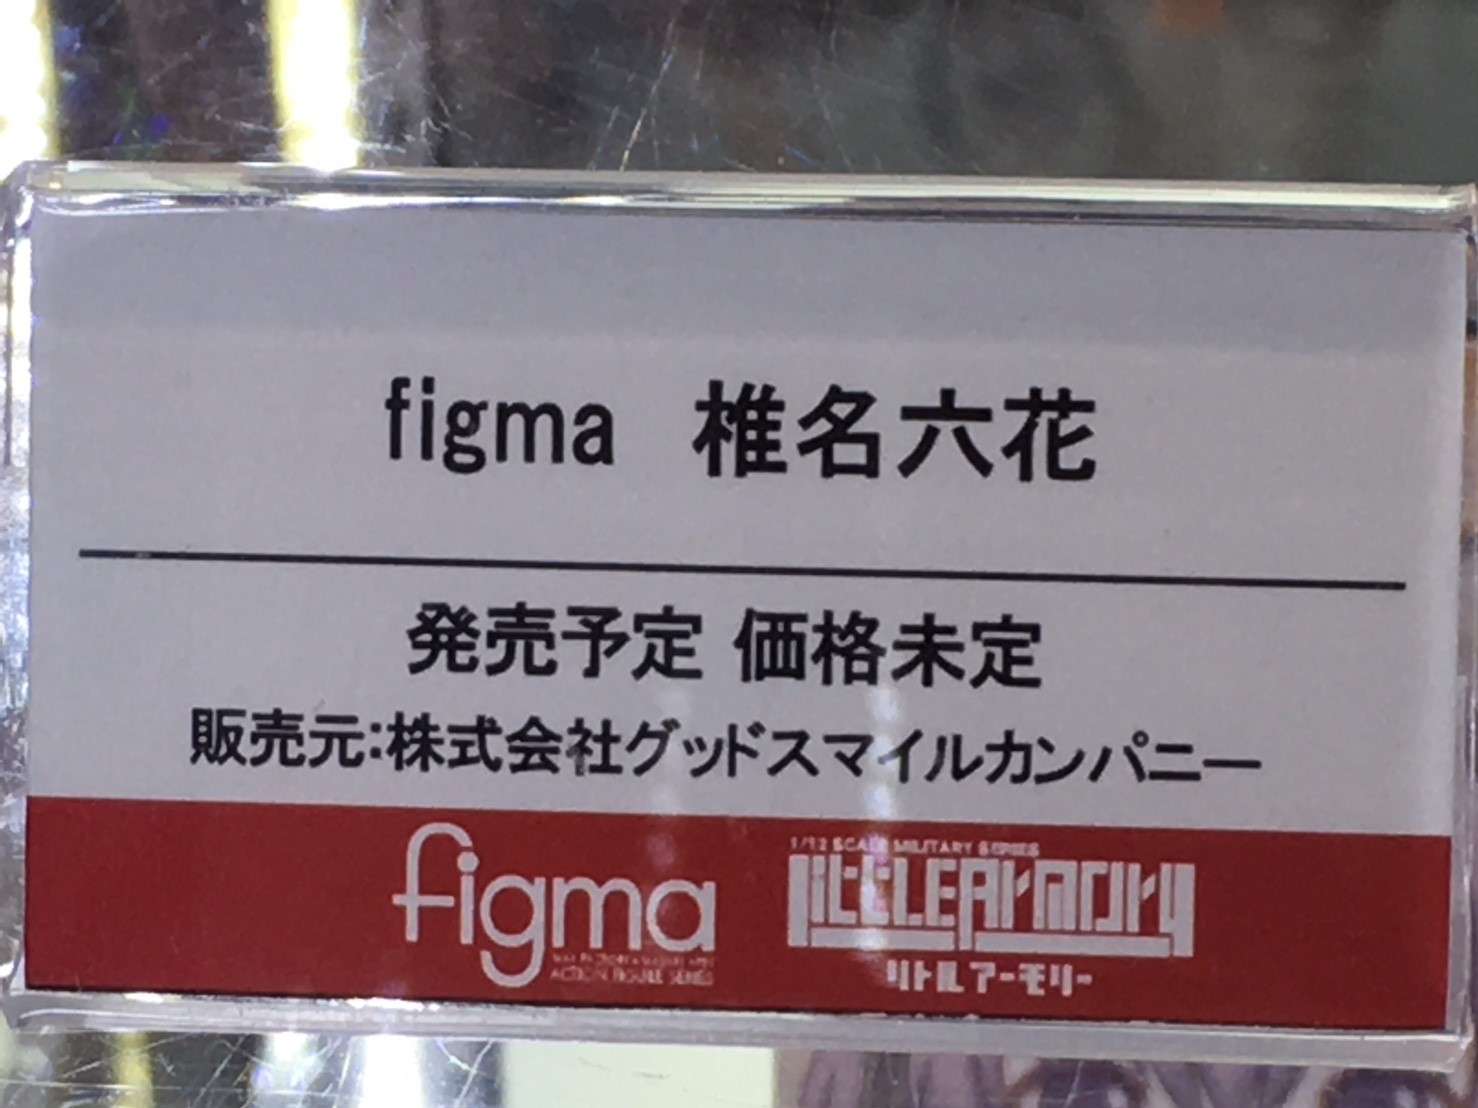 figma 椎名六花
発売予定 価格未定
販売元:株式会社グッドスマイルカンパニー
figma
ACTION FIGURE SERIES
1/12 SCALE MILITARY SERIES
LittLEArmory
リトルアーモリー